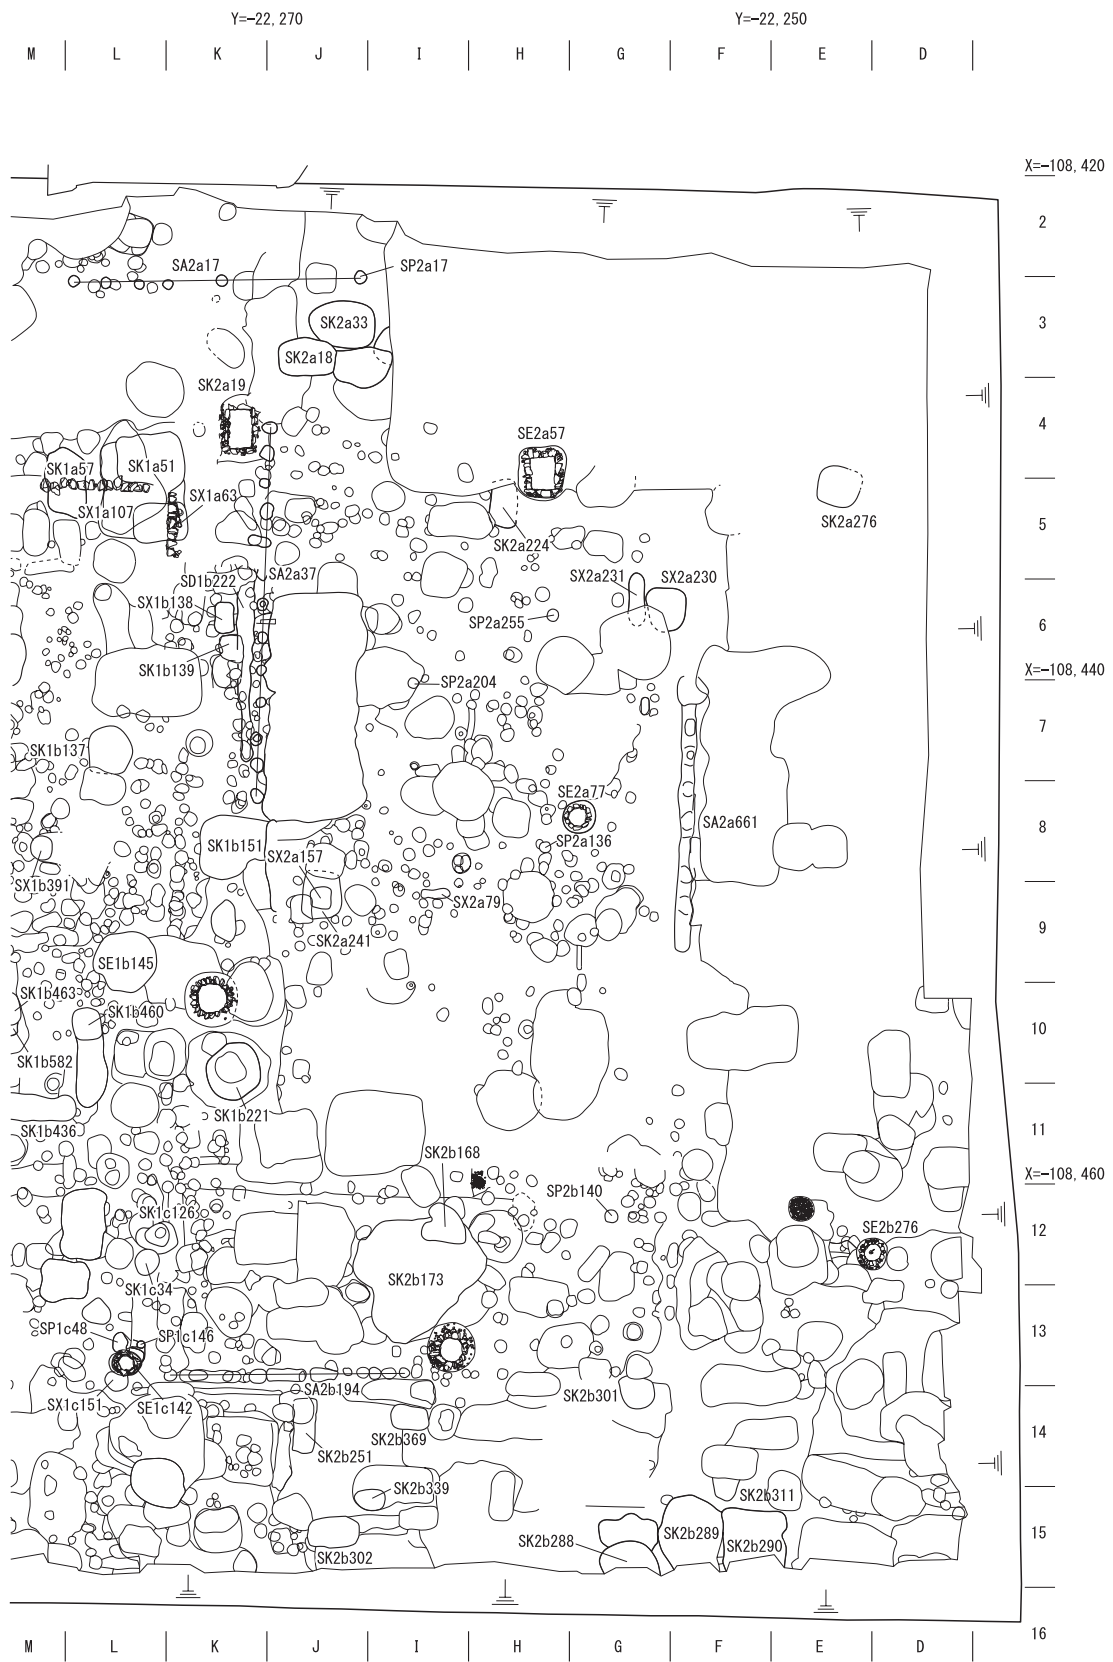 Y=-22,270 Y=-22,250
M L K J I H G F E D
X=-108,420
2
SA2a17 SP2a17
SK2a33
3
SK2a18
SK2a19
4
SE2a57
SK1a57 SK1a51
SX1a63
SX1a107
SK2a276
5
SK2a224
SD1b222 SA2a37 SX2a231 SX2a230
SX1b138
SP2a255
6
SK1b139
X=-108,440
SP2a204
7
SK1b137
SE2a77
SA2a661
8
SK1b151 SP2a136
SX2a157
SX1b391
SX2a79
9
SK2a241
SE1b145
SK1b463
SK1b460
10
SK1b582
SK1b221
SK1b436
11
SK2b168
X=-108,460
SP2b140
SK1c126
12
SE2b276
SK2b173
SK1c34
SP1c48 SP1c146
13
SA2b194
SK2b301
SX1c151 SE1c142
14
SK2b369
SK2b251
SK2b339
SK2b311
15
SK2b288 SK2b289 SK2b290
SK2b302
16
M L K J I H G F E D